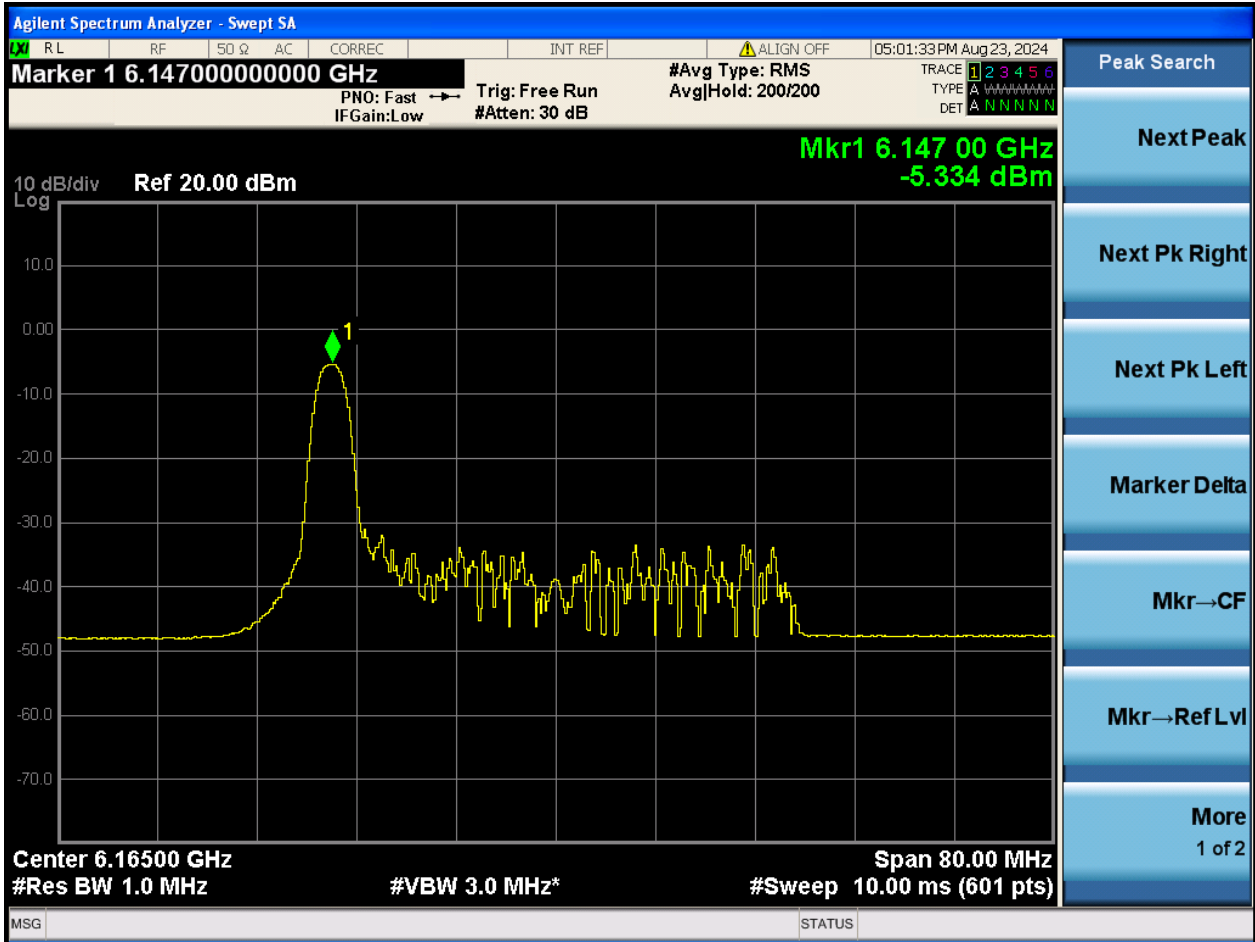 Agilent Spectrum Analyzer - Swept SA
LXI RL RF 50 Ω AC CORREC INT REF ALIGN OFF 05:01:33 PM Aug 23, 2024
Marker 1 6.147000000000 GHz
PNO: Fast
IFGain:Low
Trig: Free Run
#Atten: 30 dB
#Avg Type: RMS
Avg|Hold: 200/200
TRACE 1 2 3 4 5 6
TYPE A WWWWW
DET A N N N N N
Peak Search
Mkr1 6.147 00 GHz
-5.334 dBm
10 dB/div Ref 20.00 dBm
Log
10.0
0.00
-10.0
-20.0
-30.0
-40.0
-50.0
-60.0
-70.0
1
Center 6.16500 GHz Span 80.00 MHz
#Res BW 1.0 MHz #VBW 3.0 MHz* #Sweep 10.00 ms (601 pts)
Next Peak
Next Pk Right
Next Pk Left
Marker Delta
Mkr→CF
Mkr→Ref Lvl
More
1 of 2
MSG STATUS